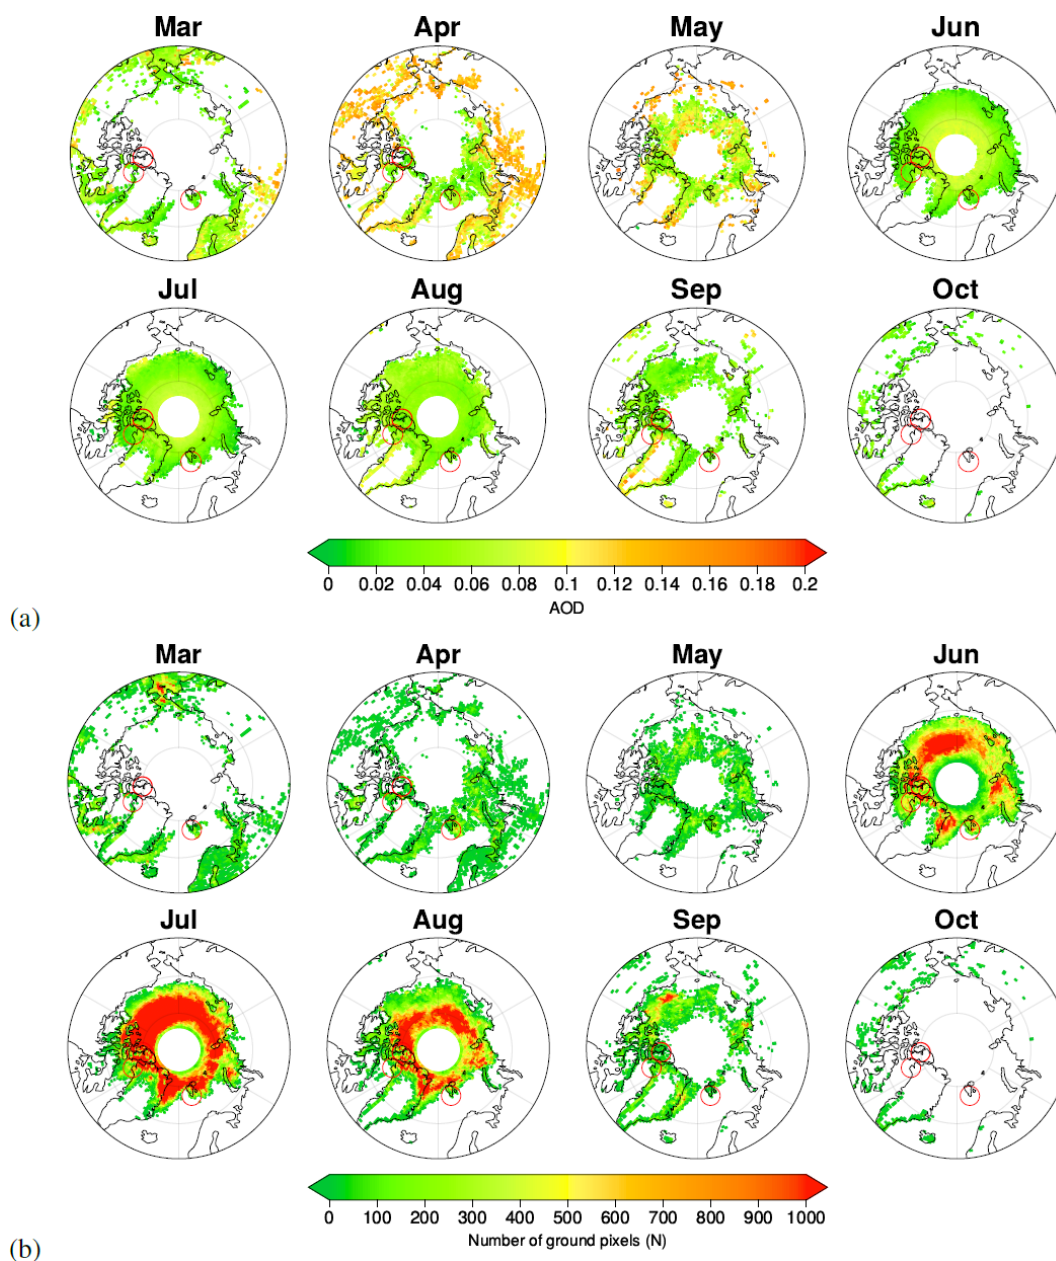 Mar Apr May Jun
Jul Aug Sep Oct
0 0.02 0.04 0.06 0.08 0.1 0.12 0.14 0.16 0.18 0.2
AOD
(a)
Mar Apr May Jun
Jul Aug Sep Oct
0 100 200 300 400 500 600 700 800 900 1000
Number of ground pixels (N)
(b)